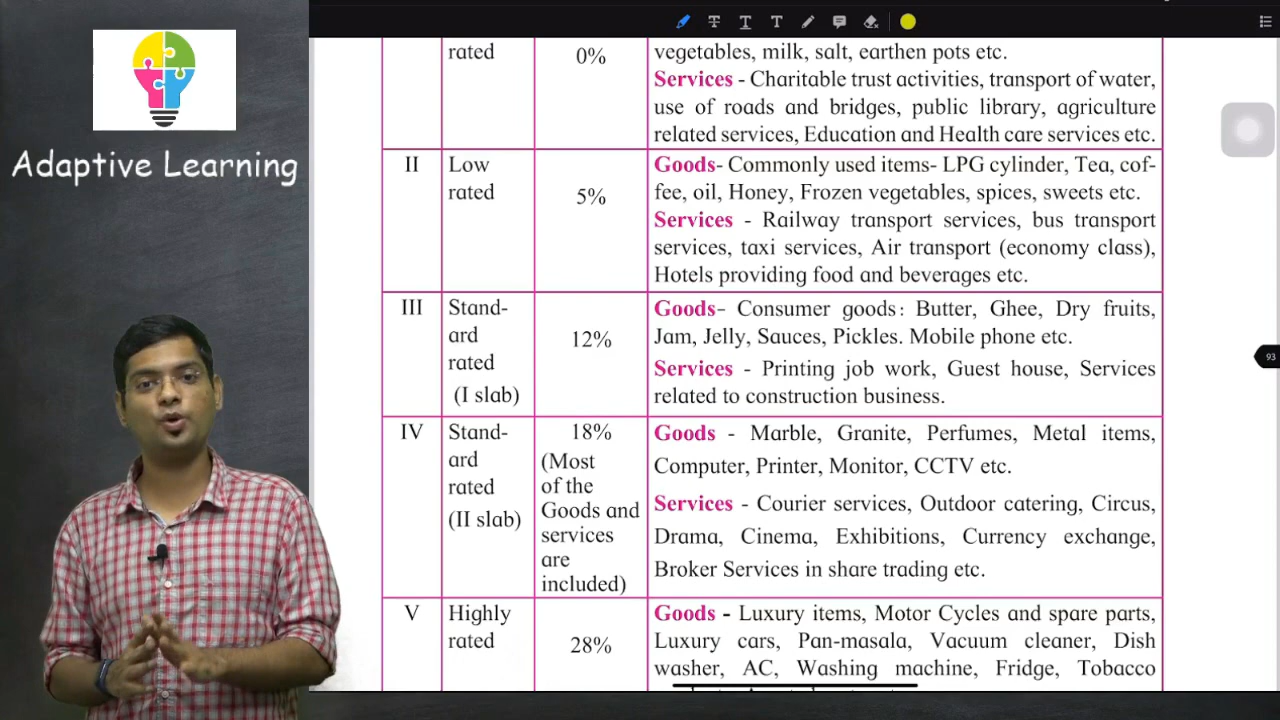 Adaptive Learning
rated
0%
vegetables, milk, salt, earthen pots etc.
Services - Charitable trust activities, transport of water,
use of roads and bridges, public library, agriculture
related services, Education and Health care services etc.
II
Low
rated
5%
Goods- Commonly used items- LPG cylinder, Tea, cof-
fee, oil, Honey, Frozen vegetables, spices, sweets etc.
Services - Railway transport services, bus transport
services, taxi services, Air transport (economy class),
Hotels providing food and beverages etc.
III
Stand-
ard
rated
(I slab)
12%
Goods- Consumer goods: Butter, Ghee, Dry fruits,
Jam, Jelly, Sauces, Pickles. Mobile phone etc.
Services - Printing job work, Guest house, Services
related to construction business.
IV
Stand-
ard
rated
(II slab)
18%
(Most
of the
Goods and
services
are
included)
Goods - Marble, Granite, Perfumes, Metal items,
Computer, Printer, Monitor, CCTV etc.
Services - Courier services, Outdoor catering, Circus,
Drama, Cinema, Exhibitions, Currency exchange,
Broker Services in share trading etc.
V
Highly
rated
28%
Goods - Luxury items, Motor Cycles and spare parts,
Luxury cars, Pan-masala, Vacuum cleaner, Dish
washer, AC, Washing machine, Fridge, Tobacco
93